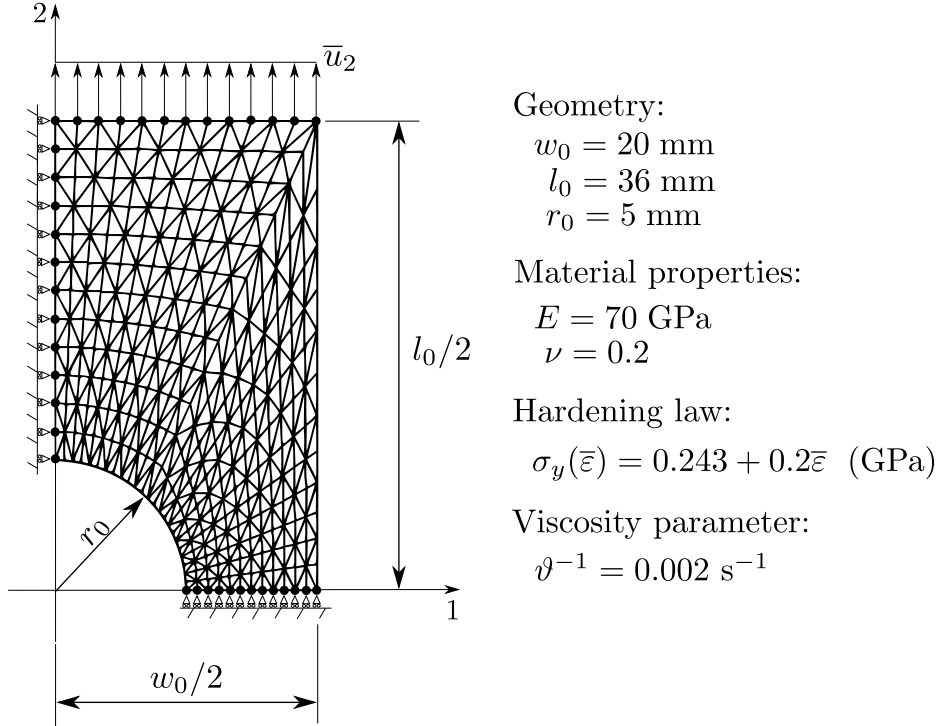 2
u̅₂
Geometry:
w₀ = 20 mm
l₀ = 36 mm
r₀ = 5 mm
Material properties:
E = 70 GPa
ν = 0.2
l₀/2
Hardening law:
σ_y(ε̅) = 0.243 + 0.2ε̅ (GPa)
Viscosity parameter:
ϑ⁻¹ = 0.002 s⁻¹
r₀
1
w₀/2